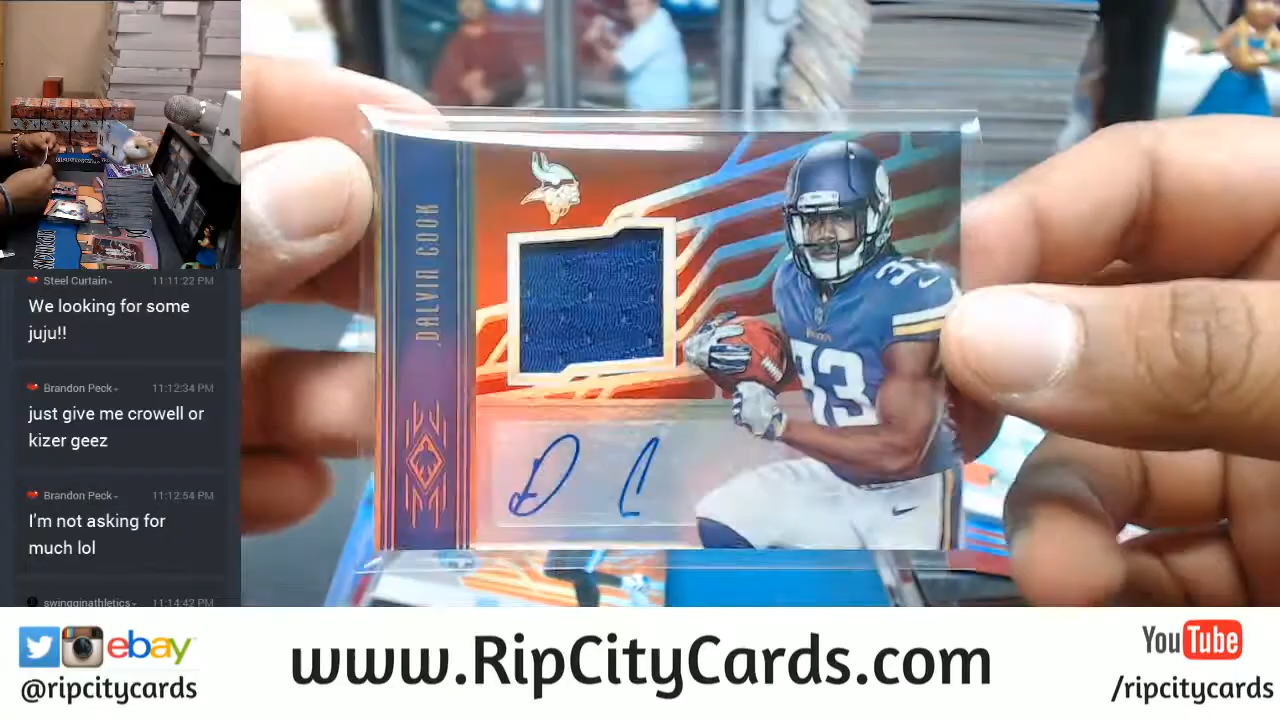 Steel Curtain
11:11:22 PM
We looking for some
juju!!
Brandon Peck
11:12:34 PM
just give me crowell or
kizer geez
Brandon Peck
11:12:54 PM
I'm not asking for
much lol
swingginathletics
11:14:42 PM
DALVIN COOK
33
33
D C
ebay
@ripcitycards
www.RipCityCards.com
YouTube
/ripcitycards